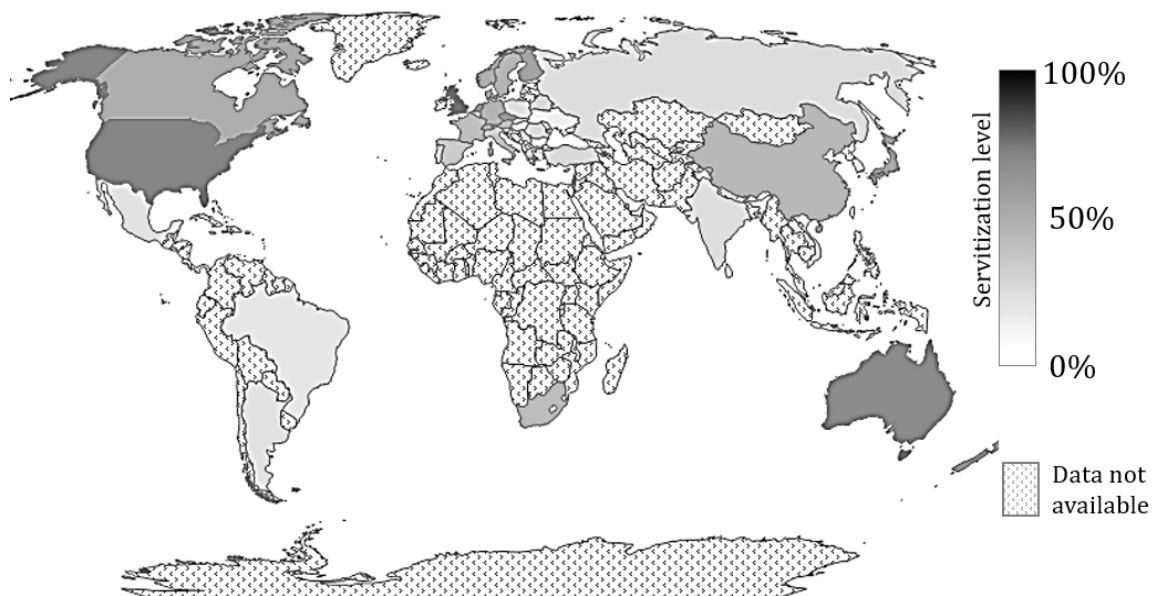 100%
Servitization level
50%
0%
Data not
available